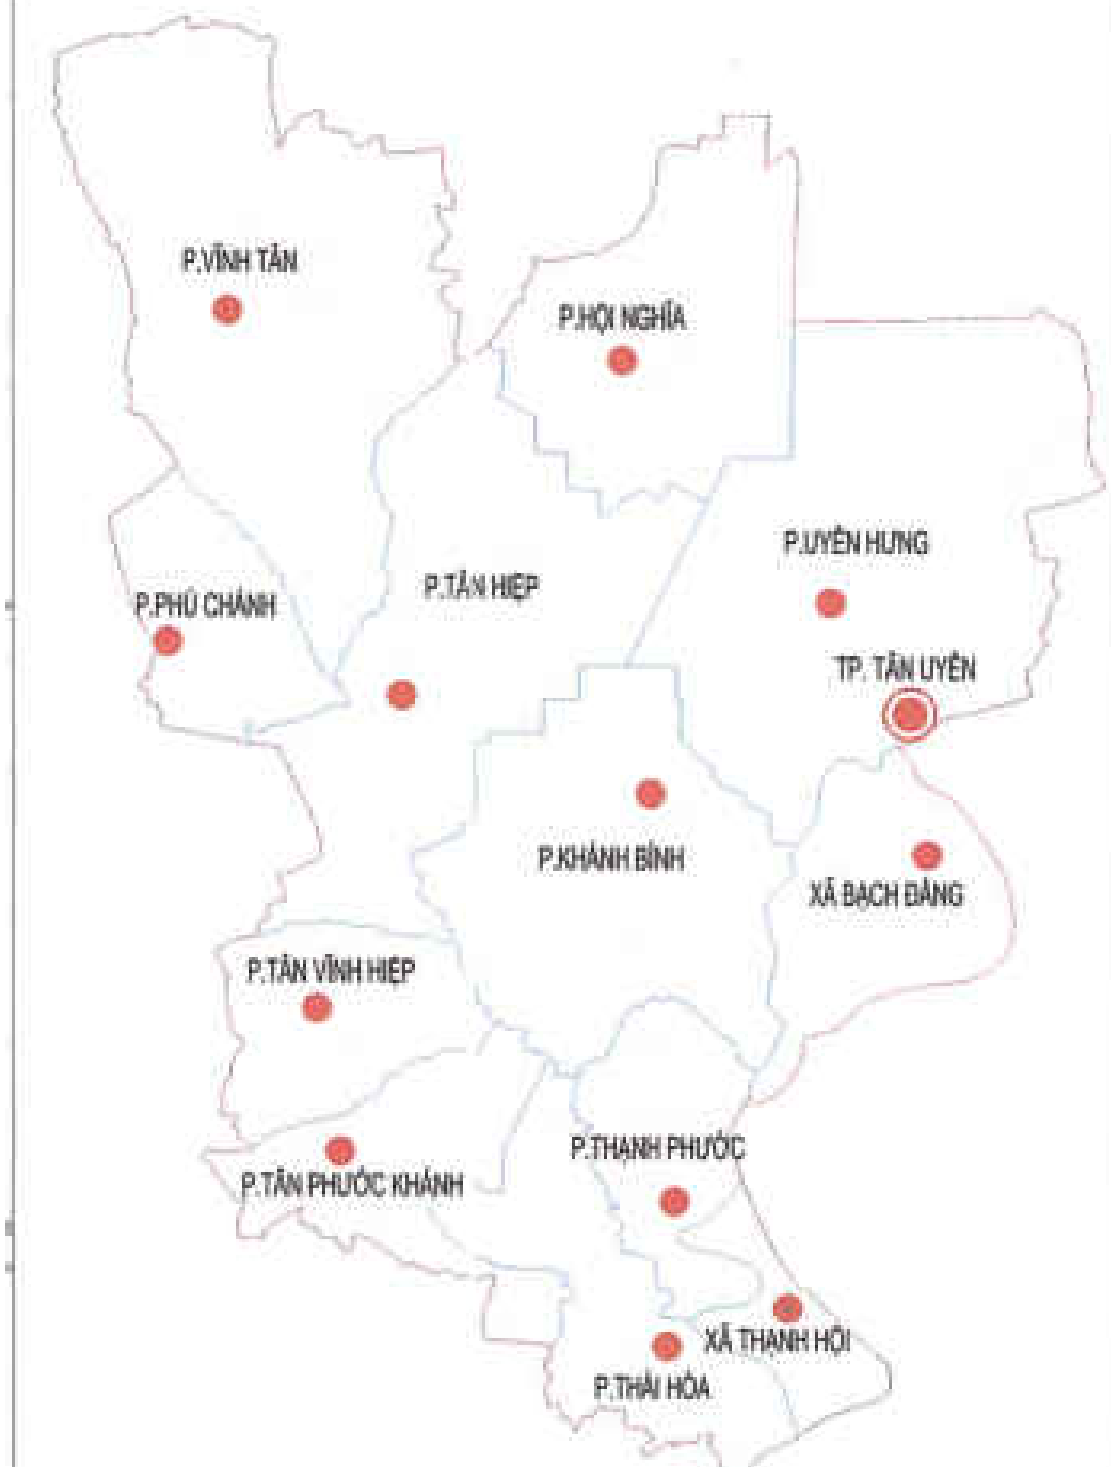 P.VĨNH TÂN
P.HỘI NGHĨA
P.UYÊN HƯNG
P.TÂN HIỆP
P.PHÚ CHÁNH
TP. TÂN UYÊN
P.KHÁNH BÌNH
XÃ BẠCH ĐẰNG
P.TÂN VĨNH HIỆP
P.THẠNH PHƯỚC
P.TÂN PHƯỚC KHÁNH
XÃ THẠNH HỘI
P.THÁI HÒA